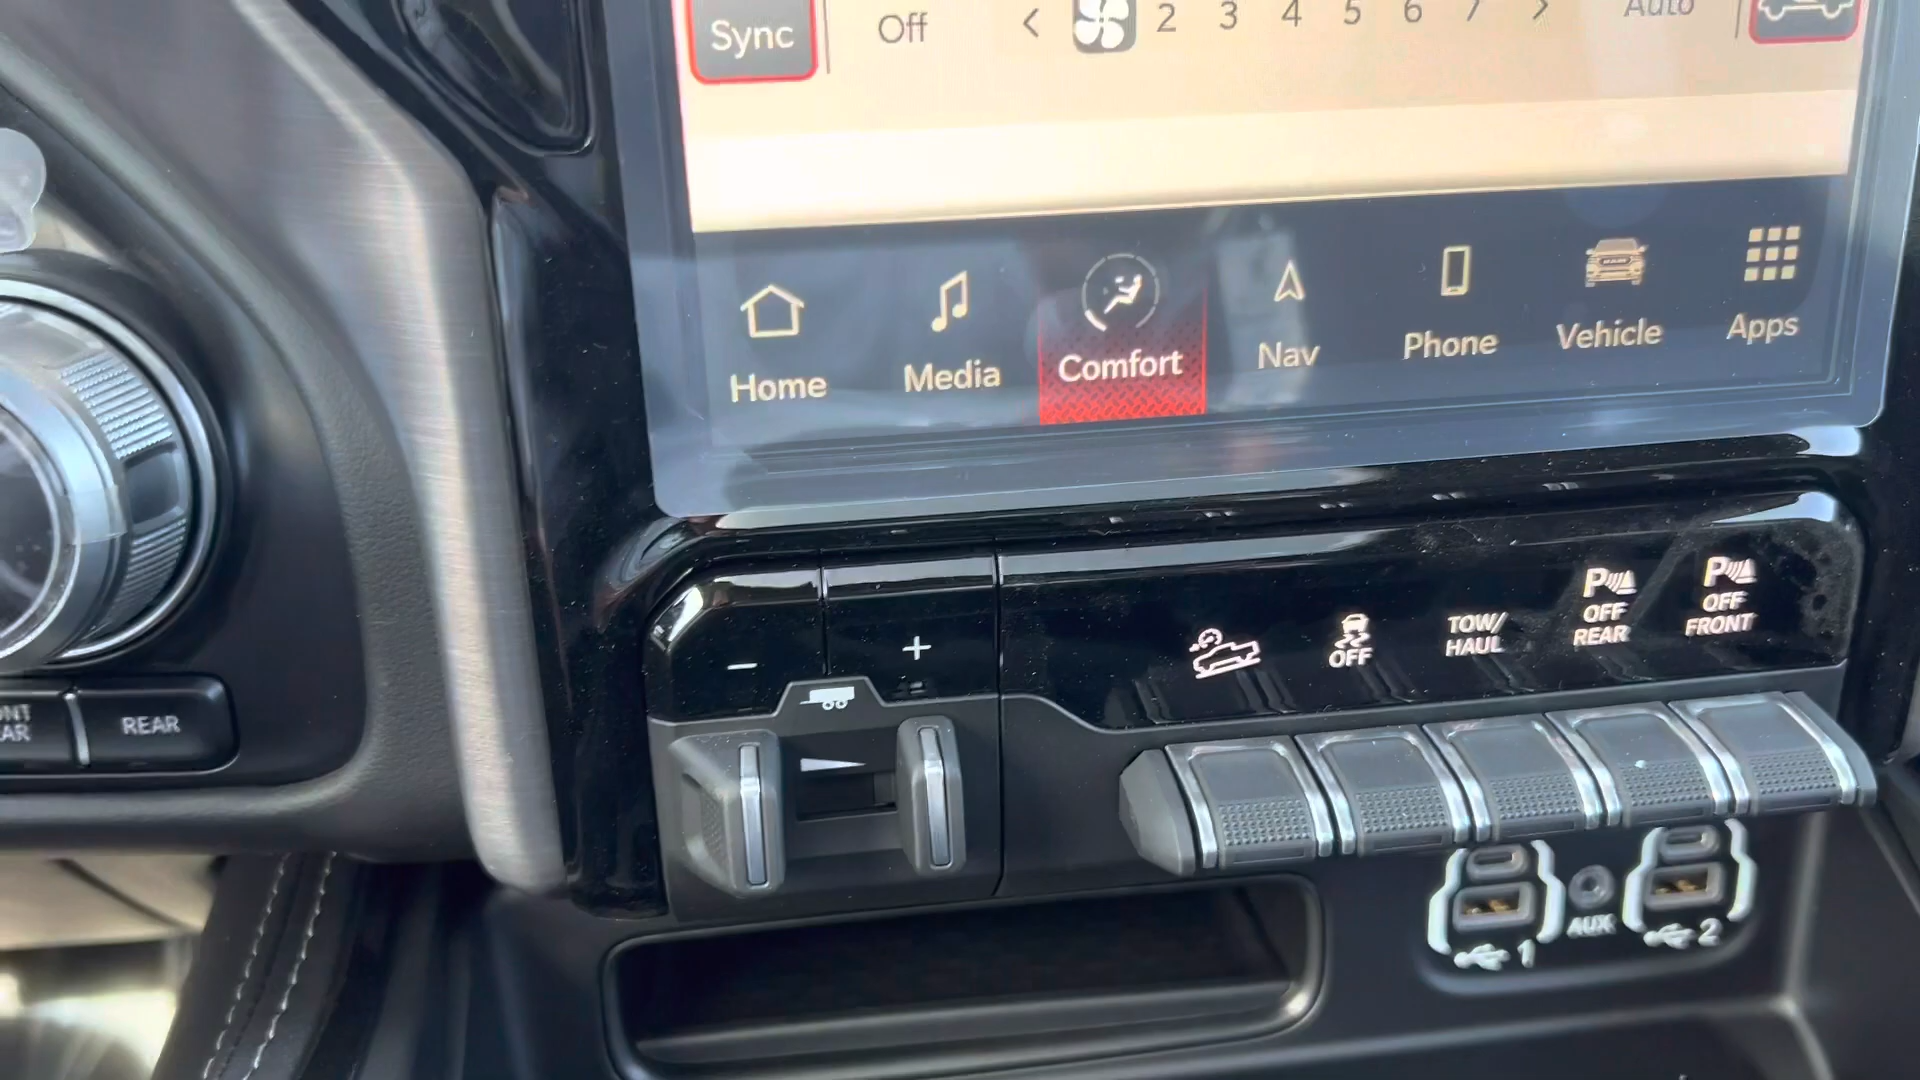 Sync
Off
< 2 3 4 5 6 7 >
Auto
Home
Media
Comfort
Nav
Phone
Vehicle
Apps
REAR
− +
OFF
TOW/
HAUL
P
OFF
REAR
P
OFF
FRONT
1
AUX
2